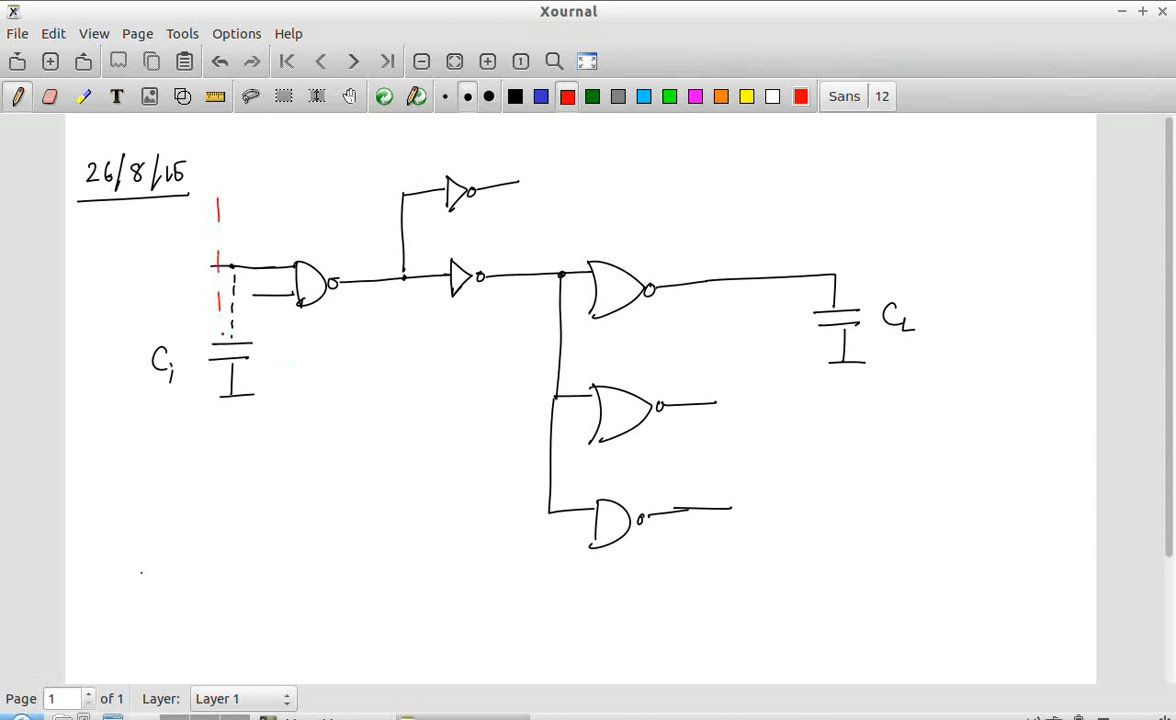 Xournal
File Edit View Page Tools Options Help
Sans 12
26/8/15
Ci
CL
Page 1 of 1 Layer: Layer 1